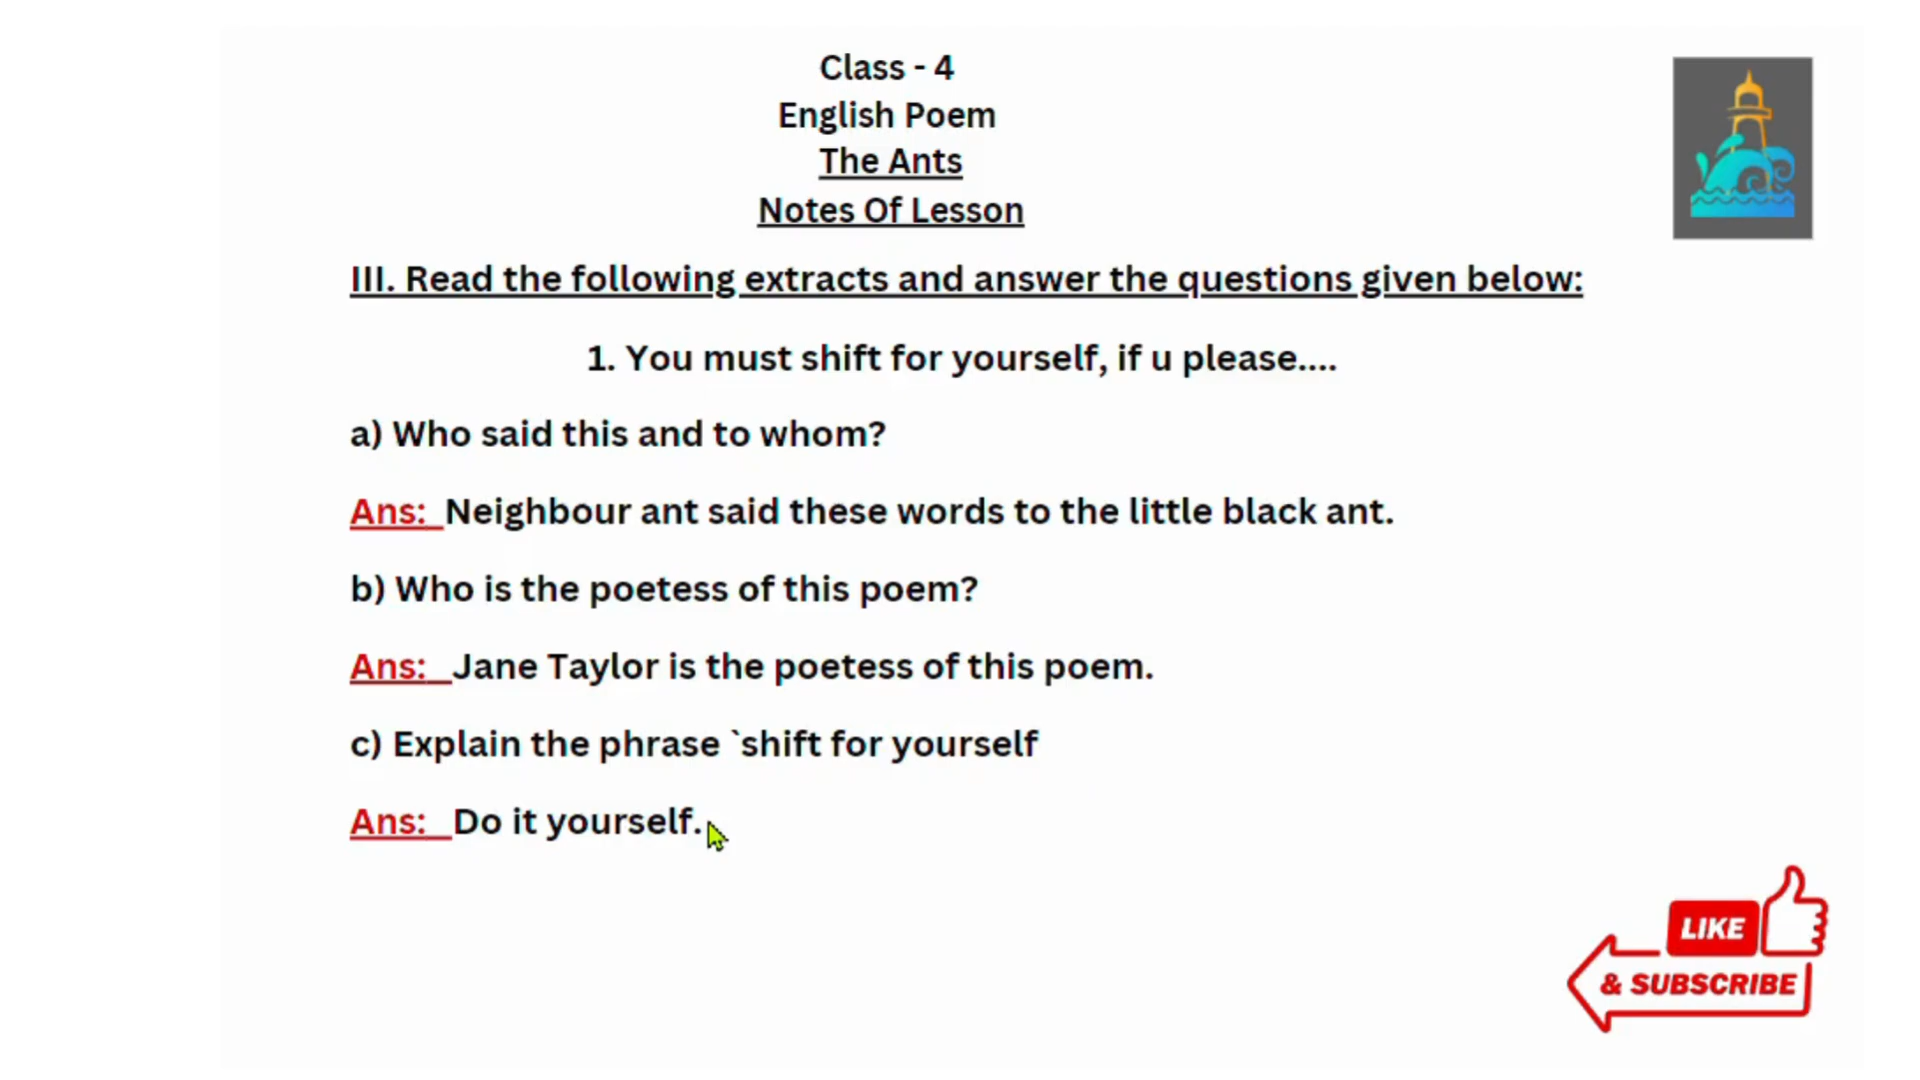 Class - 4
English Poem
The Ants
Notes Of Lesson
III. Read the following extracts and answer the questions given below:
1. You must shift for yourself, if u please....
a) Who said this and to whom?
Ans: Neighbour ant said these words to the little black ant.
b) Who is the poetess of this poem?
Ans: Jane Taylor is the poetess of this poem.
c) Explain the phrase `shift for yourself
Ans: Do it yourself.
LIKE
& SUBSCRIBE